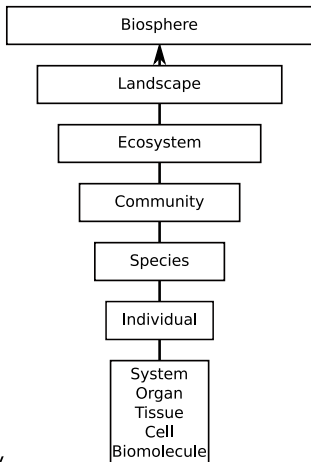 Biosphere
Landscape
Ecosystem
Community
Species
Individual
System
Organ
Tissue
Cell
Biomolecule